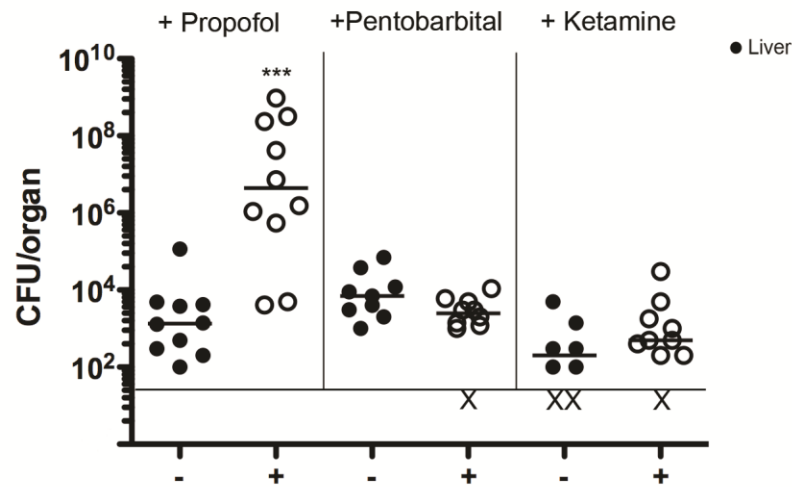 + Propofol +Pentobarbital + Ketamine
Liver
***
10^10
10^8
10^6
10^4
10^2
CFU/organ
X XX X
- + - + - +